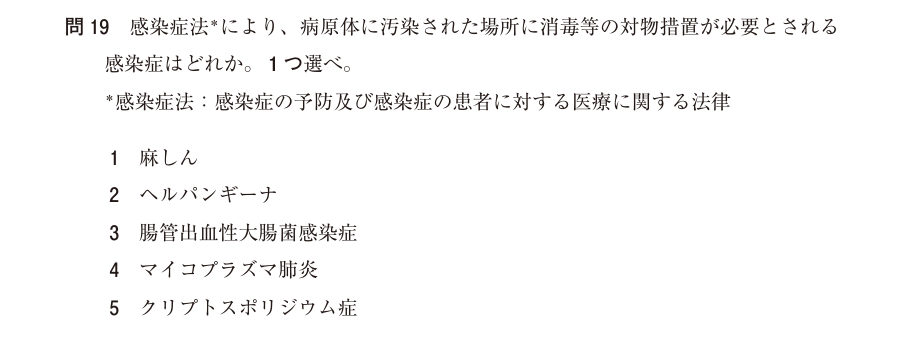 問 19 感染症法*により、病原体に汚染された場所に消毒等の対物措置が必要とされる
感染症はどれか。1つ選べ。
*感染症法：感染症の予防及び感染症の患者に対する医療に関する法律
1 麻しん
2 ヘルパンギーナ
3 腸管出血性大腸菌感染症
4 マイコプラズマ肺炎
5 クリプトスポリジウム症